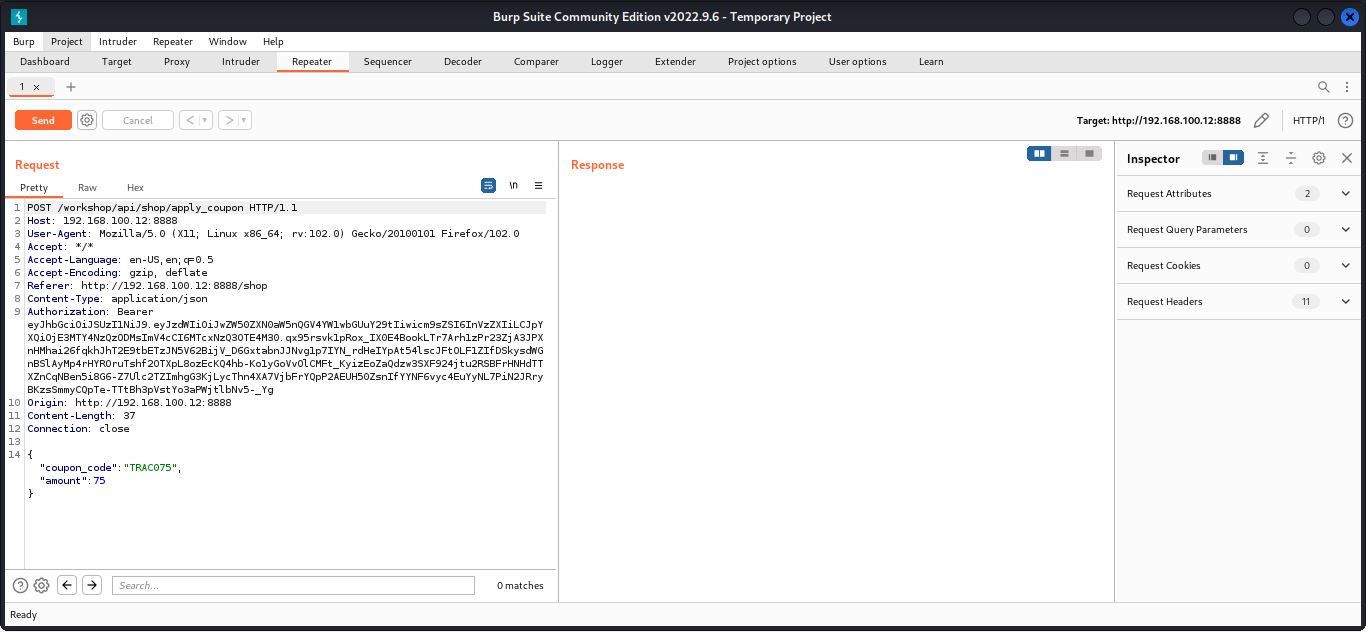 Burp Suite Community Edition v2022.9.6 - Temporary Project
Burp Project Intruder Repeater Window Help
Dashboard Target Proxy Intruder Repeater Sequencer Decoder Comparer Logger Extender Project options User options Learn
1 × +
Send Cancel < > Target: http://192.168.100.12:8888 HTTP/1 ?
Request
Pretty Raw Hex \n
1 POST /workshop/api/shop/apply_coupon HTTP/1.1
2 Host: 192.168.100.12:8888
3 User-Agent: Mozilla/5.0 (X11; Linux x86_64; rv:102.0) Gecko/20100101 Firefox/102.0
4 Accept: */*
5 Accept-Language: en-US,en;q=0.5
6 Accept-Encoding: gzip, deflate
7 Referer: http://192.168.100.12:8888/shop
8 Content-Type: application/json
9 Authorization: Bearer
10 Origin: http://192.168.100.12:8888
11 Content-Length: 37
12 Connection: close
13
14 {
"coupon_code":"TRAC075",
"amount":75
}
? Search... 0 matches
Response
Inspector
Request Attributes 2
Request Query Parameters 0
Request Cookies 0
Request Headers 11
Ready